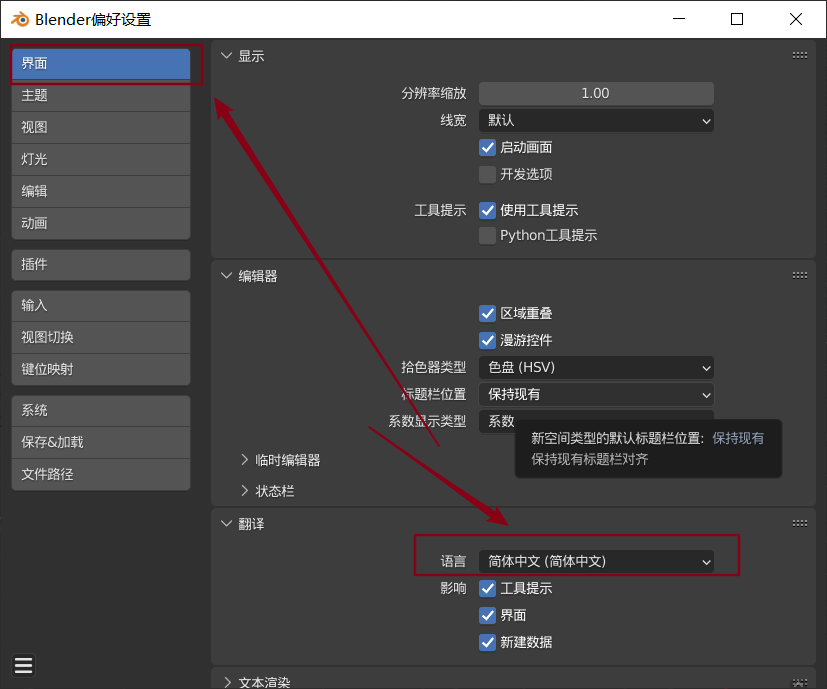 Blender偏好设置
界面
主题
视图
灯光
编辑
动画
插件
输入
视图切换
键位映射
系统
保存&加载
文件路径
显示
分辨率缩放 1.00
线宽 默认
启动画面
开发选项
工具提示 使用工具提示
Python工具提示
编辑器
区域重叠
漫游控件
拾色器类型 色盘 (HSV)
标题栏位置 保持现有
系数显示类型 系数
新空间类型的默认标题栏位置: 保持现有
保持现有标题栏对齐
临时编辑器
状态栏
翻译
语言 简体中文 (简体中文)
影响 工具提示
界面
新建数据
文本渲染